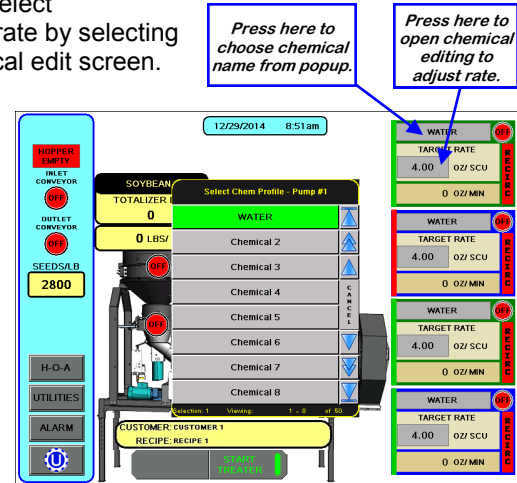 elect
rate by selecting
cal edit screen.
Press here to
choose chemical
name from popup.
Press here to
open chemical
editing to
adjust rate.
12/29/2014 8:51am
HOPPER
EMPTY
INLET
CONVEYOR
OFF
OUTLET
CONVEYOR
OFF
SEEDS/LB
2800
H-O-A
UTILITIES
ALARM
U
SOYBEAN
TOTALIZER
0
0 LBS/
OFF
OFF
Select Chem Profile - Pump #1
WATER
Chemical 2
Chemical 3
Chemical 4
Chemical 5
Chemical 6
Chemical 7
Chemical 8
CANCEL
Selection: 1 Viewing: 1 - 8 of 50
CUSTOMER: CUSTOMER 1
RECIPE: RECIPE 1
START
TREATER
WATER OFF
TARGET RATE
4.00 OZ/ SCU
0 OZ/ MIN
RECIRC
WATER OFF
TARGET RATE
4.00 OZ/ SCU
0 OZ/ MIN
RECIRC
WATER OFF
TARGET RATE
4.00 OZ/ SCU
0 OZ/ MIN
RECIRC
WATER OFF
TARGET RATE
4.00 OZ/ SCU
0 OZ/ MIN
RECIRC